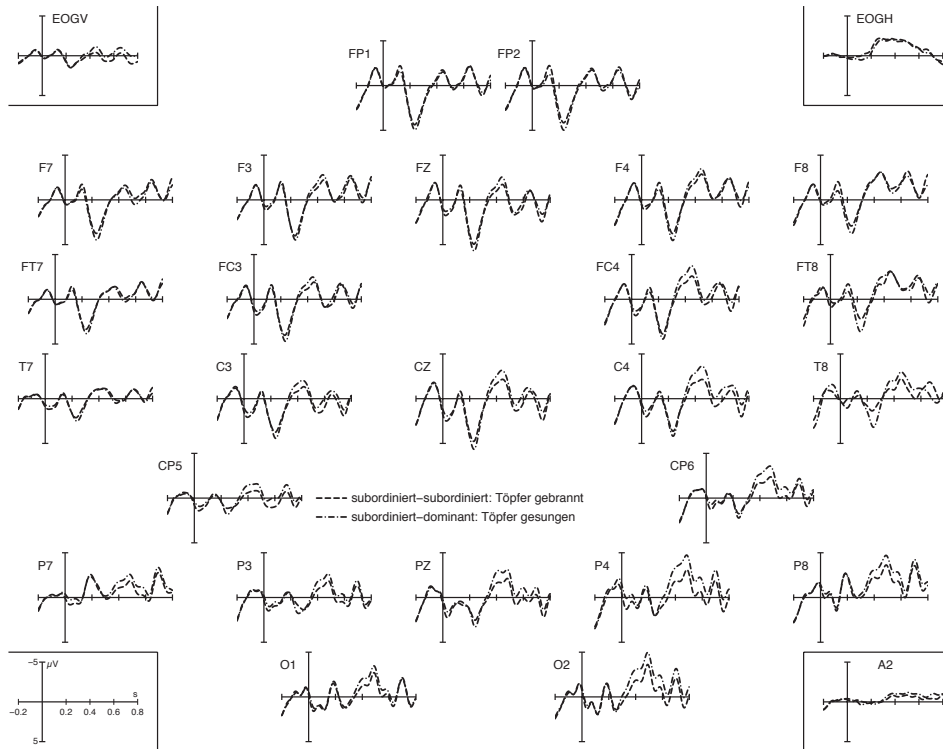 EOGV
EOGH
FP1
FP2
F7
F3
FZ
F4
F8
FT7
FC3
FC4
FT8
T7
C3
CZ
C4
T8
CP5
CP6
subordiniert–subordiniert: Töpfer gebrannt
subordiniert–dominant: Töpfer gesungen
P7
P3
PZ
P4
P8
O1
O2
A2
−5
µV
s
−0.2
0.2
0.4
0.6
0.8
5